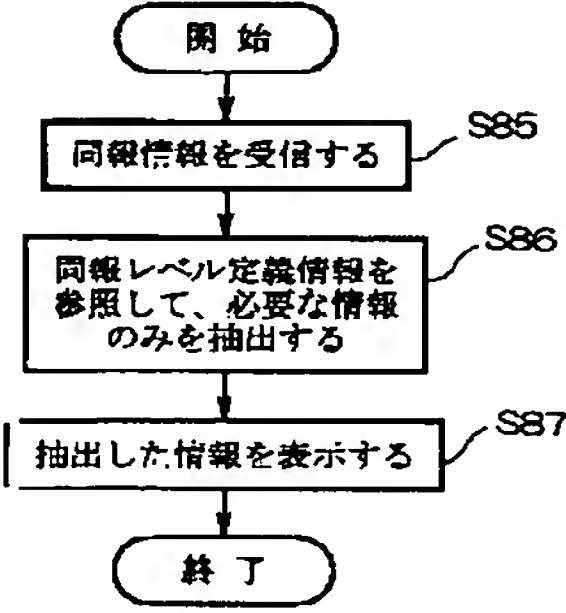 開 始
同報情報を受信する
S85
同報レベル定義情報を
参照して、必要な情報
のみを抽出する
S86
抽出した情報を表示する
S87
終 了